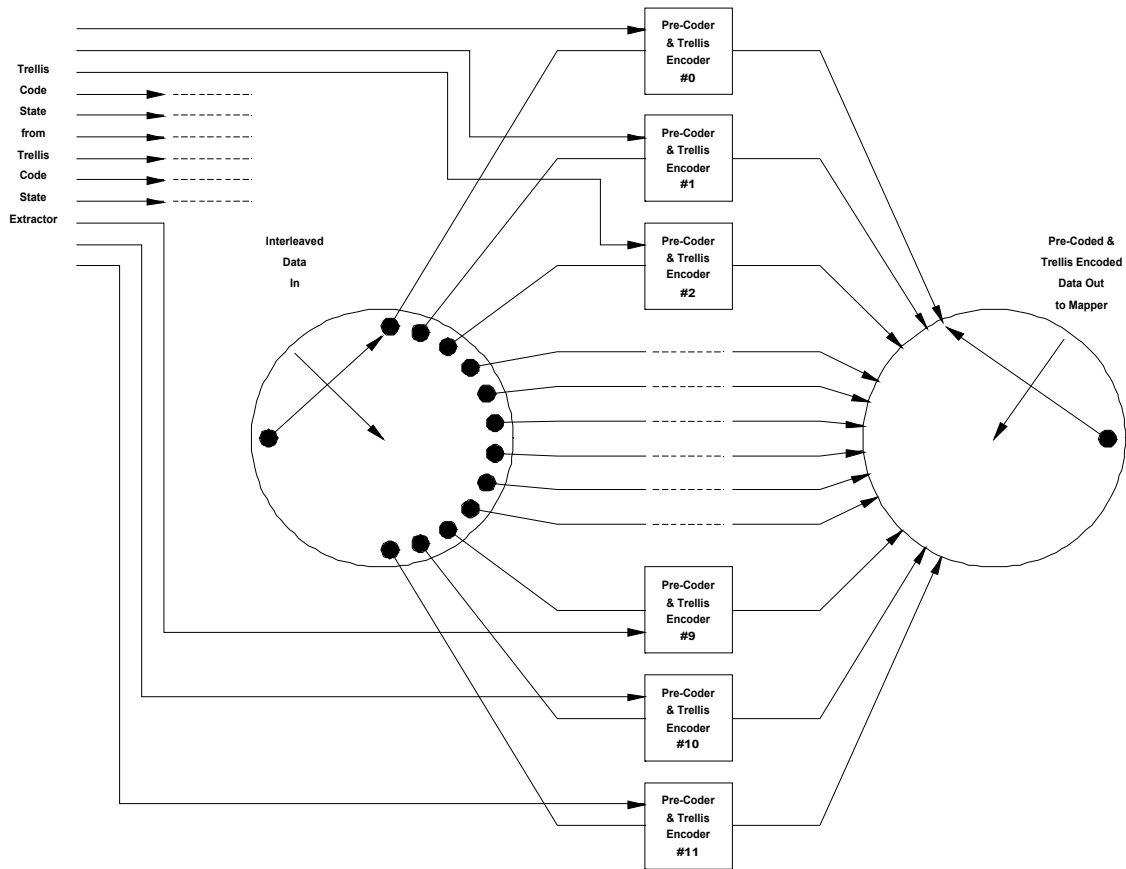 Trellis
Code
State
from
Trellis
Code
State
Extractor
Interleaved
Data
In
Pre-Coder
& Trellis
Encoder
#0
Pre-Coder
& Trellis
Encoder
#1
Pre-Coder
& Trellis
Encoder
#2
Pre-Coder
& Trellis
Encoder
#9
Pre-Coder
& Trellis
Encoder
#10
Pre-Coder
& Trellis
Encoder
#11
Pre-Coded &
Trellis Encoded
Data Out
to Mapper